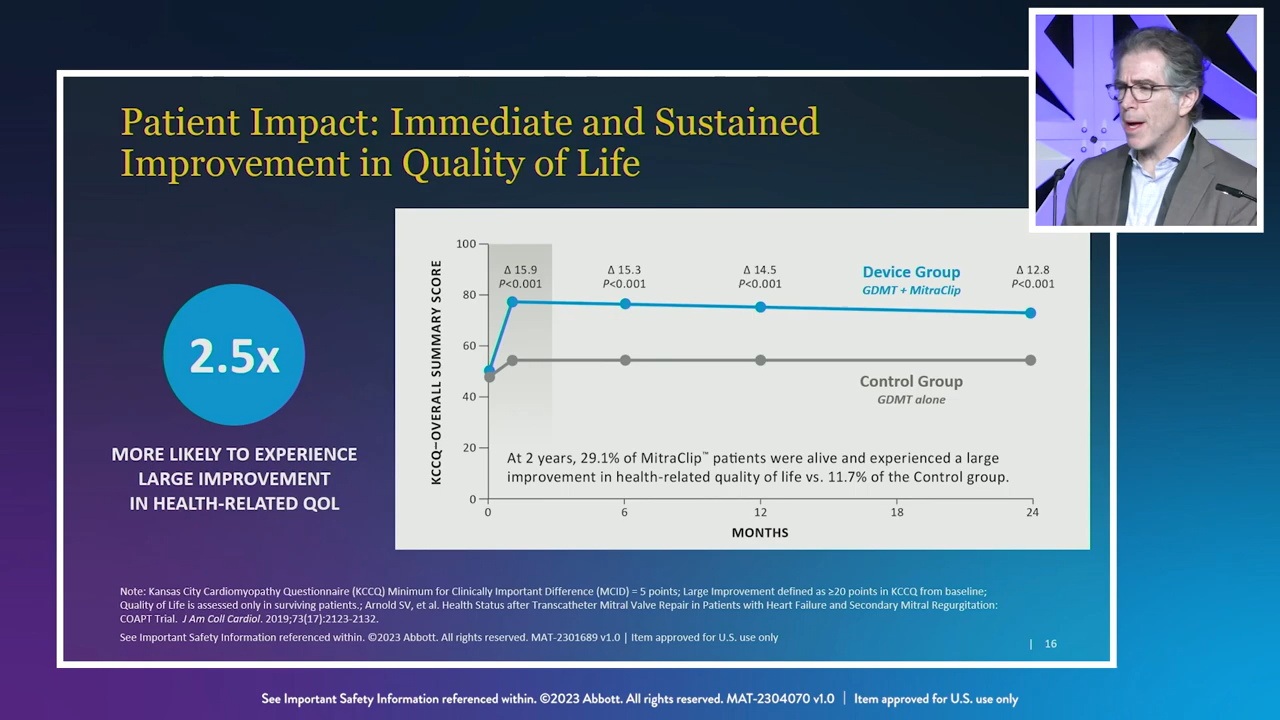 Patient Impact: Immediate and Sustained
Improvement in Quality of Life
2.5x
MORE LIKELY TO EXPERIENCE
LARGE IMPROVEMENT
IN HEALTH-RELATED QOL
KCCQ–OVERALL SUMMARY SCORE
100
80
60
40
20
0
Δ 15.9
P<0.001
Δ 15.3
P<0.001
Δ 14.5
P<0.001
Device Group
GDMT + MitraClip
Δ 12.8
P<0.001
Control Group
GDMT alone
At 2 years, 29.1% of MitraClip™ patients were alive and experienced a large
improvement in health-related quality of life vs. 11.7% of the Control group.
0 6 12 18 24
MONTHS
Note: Kansas City Cardiomyopathy Questionnaire (KCCQ) Minimum for Clinically Important Difference (MCID) = 5 points; Large Improvement defined as ≥20 points in KCCQ from baseline;
Quality of Life is assessed only in surviving patients.; Arnold SV, et al. Health Status after Transcatheter Mitral Valve Repair in Patients with Heart Failure and Secondary Mitral Regurgitation:
COAPT Trial. J Am Coll Cardiol. 2019;73(17):2123-2132.
See Important Safety Information referenced within. ©2023 Abbott. All rights reserved. MAT-2301689 v1.0 | Item approved for U.S. use only
| 16
See Important Safety Information referenced within. ©2023 Abbott. All rights reserved. MAT-2304070 v1.0 | Item approved for U.S. use only